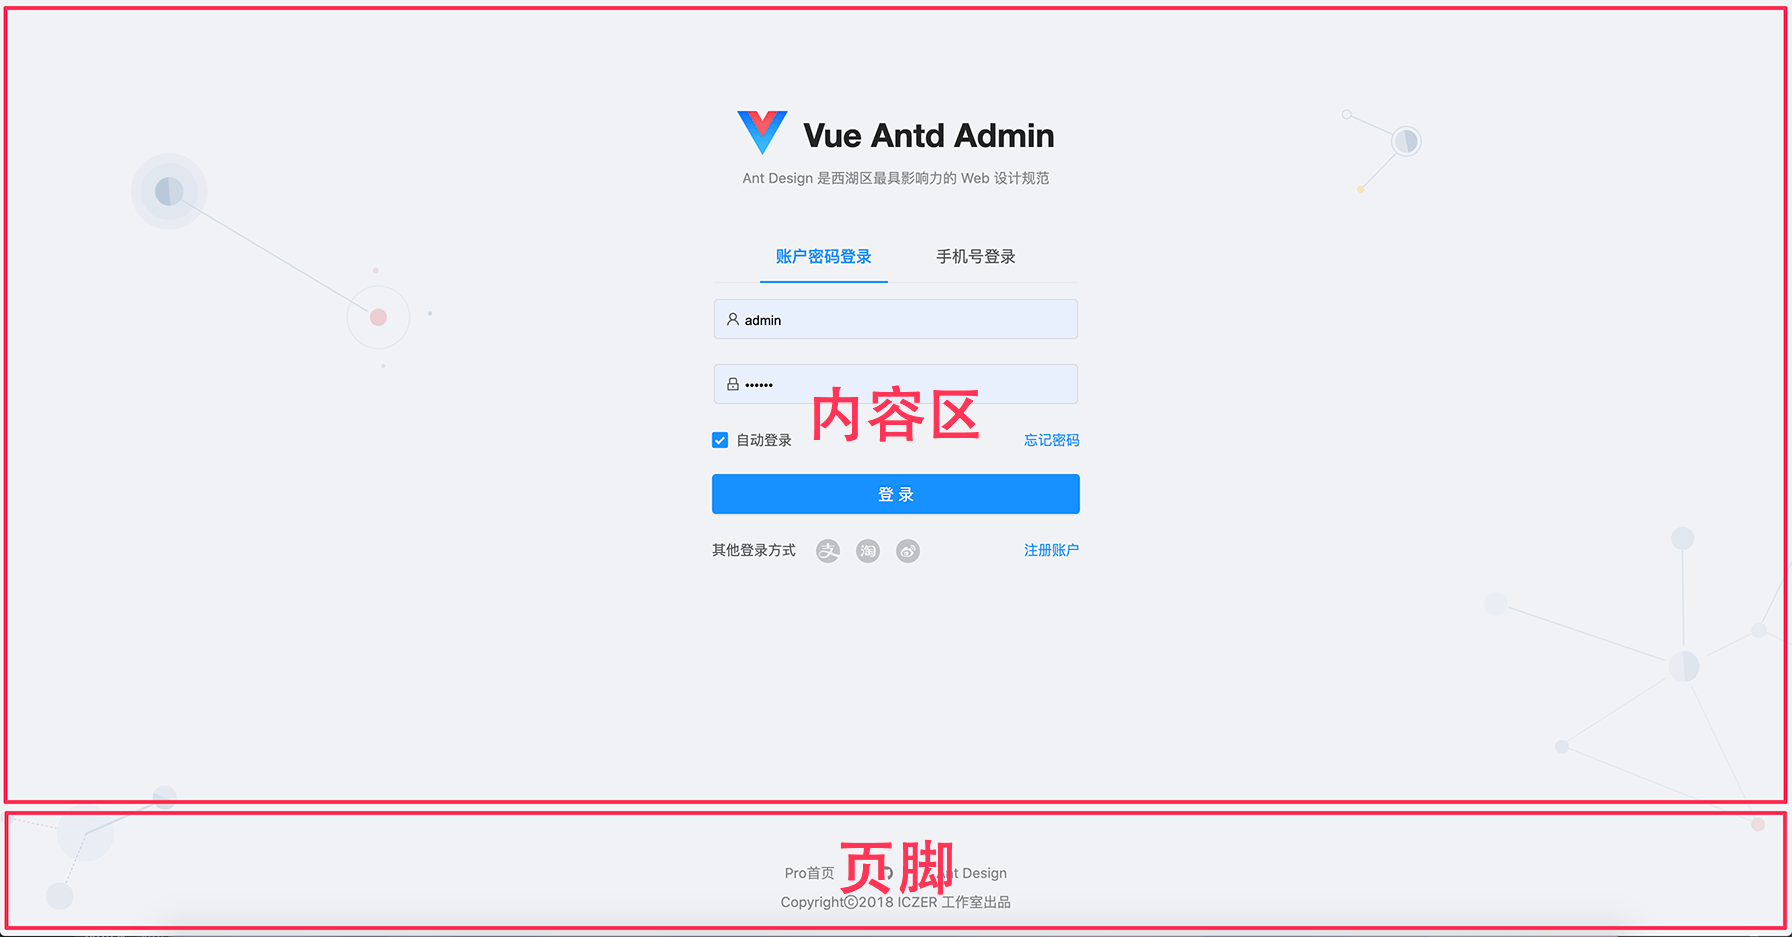 Vue Antd Admin
Ant Design 是西湖区最具影响力的 Web 设计规范
账户密码登录 手机号登录
admin
••••••
内容区
自动登录 忘记密码
登 录
其他登录方式 支 淘 注册账户
页脚
Pro首页 Ant Design
Copyright©2018 ICZER 工作室出品